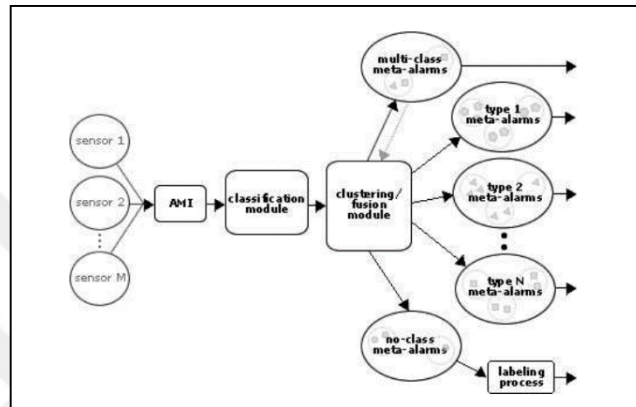 sensor 1
sensor 2
sensor M
AMI
classification
module
clustering/
fusion
module
multi-class
meta-alarms
type 1
meta-alarms
type 2
meta-alarms
type N
meta-alarms
no-class
meta-alarms
labeling
process